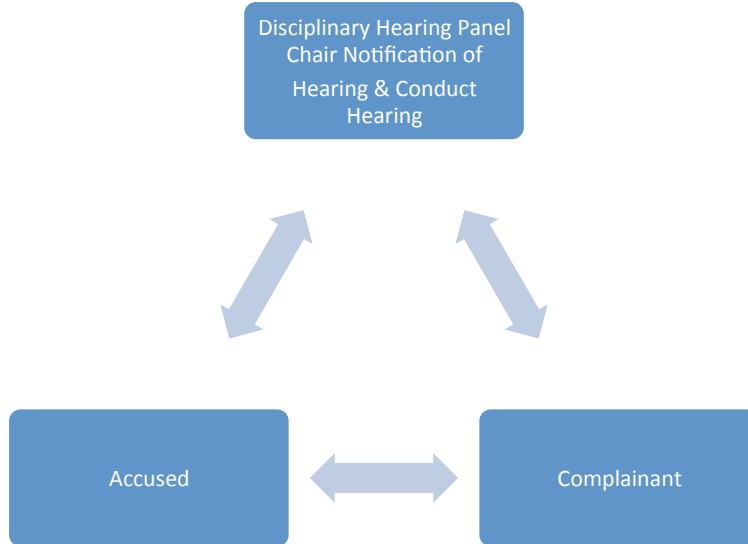 Disciplinary Hearing Panel
Chair Notification of
Hearing & Conduct
Hearing
Accused
Complainant